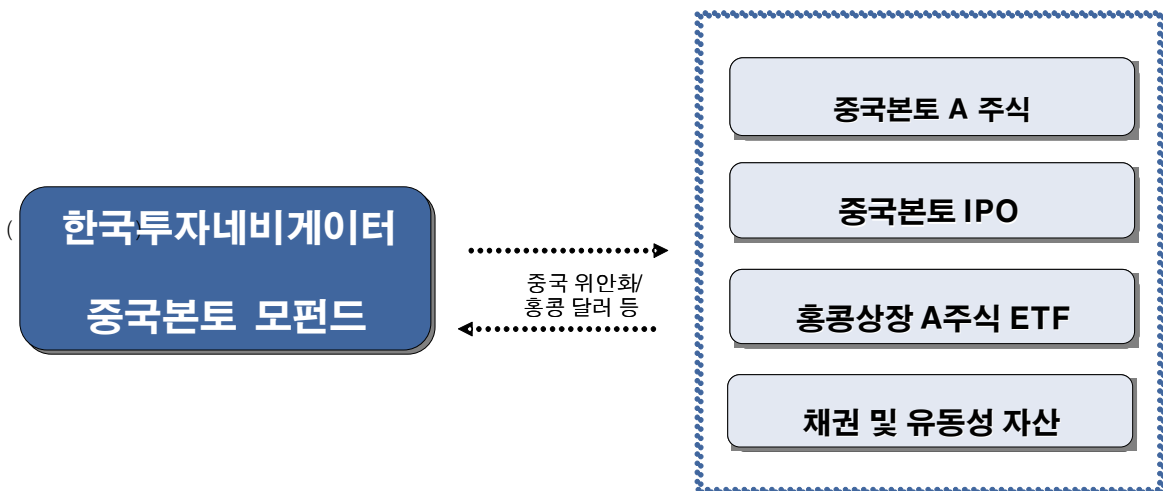 한국투자네비게이터
중국본토 모펀드
중국 위안화/
홍콩 달러 등
중국본토 A 주식
중국본토 IPO
홍콩상장 A주식 ETF
채권 및 유동성 자산